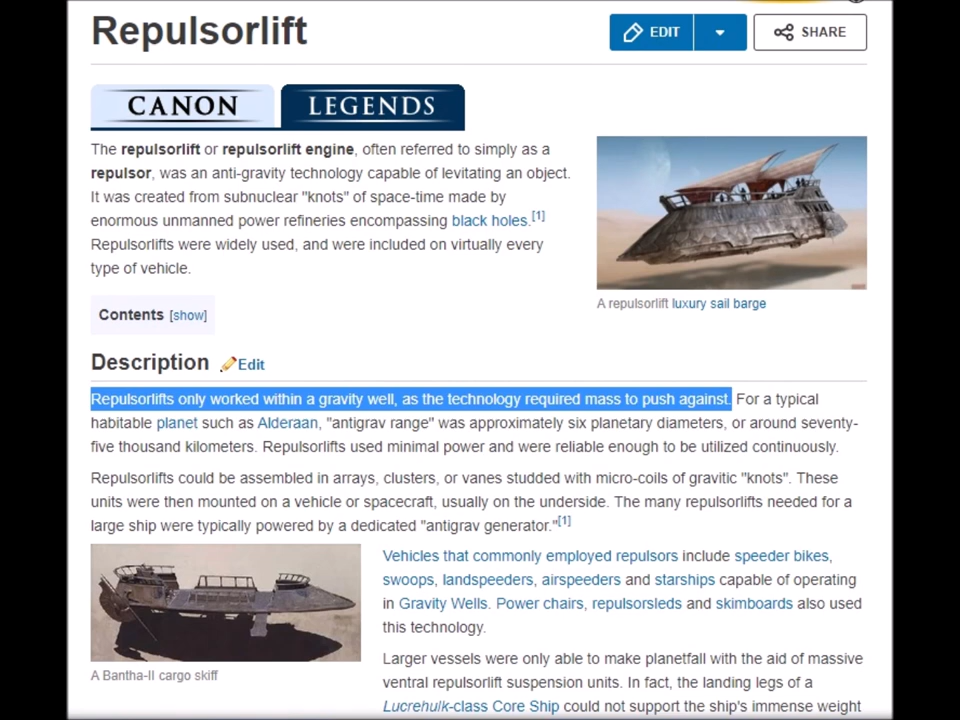 Repulsorlift
EDIT
SHARE
CANON
LEGENDS
The repulsorlift or repulsorlift engine, often referred to simply as a
repulsor, was an anti-gravity technology capable of levitating an object.
It was created from subnuclear "knots" of space-time made by
enormous unmanned power refineries encompassing black holes.[1]
Repulsorlifts were widely used, and were included on virtually every
type of vehicle.
A repulsorlift luxury sail barge
Contents [show]
Description Edit
Repulsorlifts only worked within a gravity well, as the technology required mass to push against. For a typical
habitable planet such as Alderaan, "antigrav range" was approximately six planetary diameters, or around seventy-
five thousand kilometers. Repulsorlifts used minimal power and were reliable enough to be utilized continuously.
Repulsorlifts could be assembled in arrays, clusters, or vanes studded with micro-coils of gravitic "knots". These
units were then mounted on a vehicle or spacecraft, usually on the underside. The many repulsorlifts needed for a
large ship were typically powered by a dedicated "antigrav generator."[1]
A Bantha-II cargo skiff
Vehicles that commonly employed repulsors include speeder bikes,
swoops, landspeeders, airspeeders and starships capable of operating
in Gravity Wells. Power chairs, repulsorsleds and skimboards also used
this technology.
Larger vessels were only able to make planetfall with the aid of massive
ventral repulsorlift suspension units. In fact, the landing legs of a
Lucrehulk-class Core Ship could not support the ship's immense weight